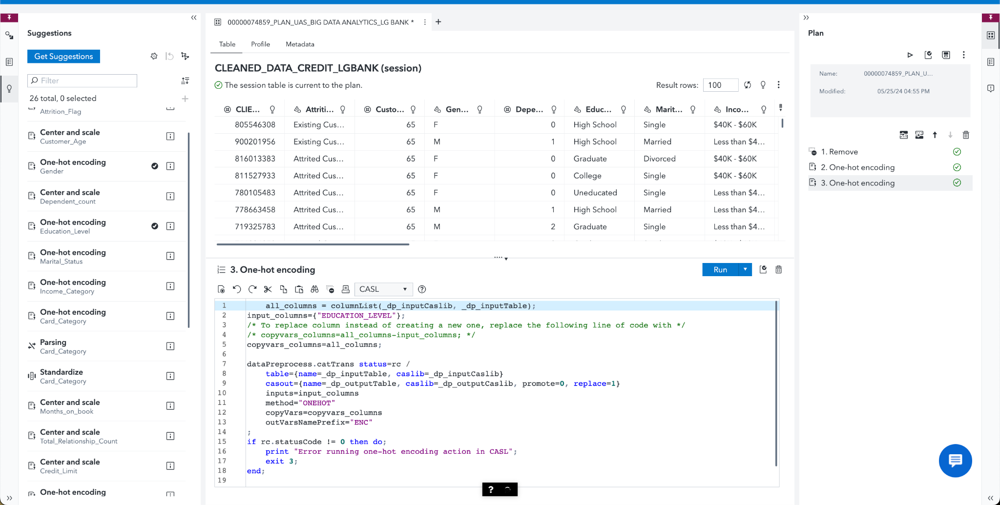 Suggestions
Get Suggestions
Filter
26 total, 0 selected
Attrition_Flag
Center and scale
Customer_Age
One-hot encoding
Gender
Center and scale
Dependent_count
One-hot encoding
Education_Level
One-hot encoding
Marital_Status
One-hot encoding
Income_Category
One-hot encoding
Card_Category
Parsing
Card_Category
Standardize
Card_Category
Center and scale
Months_on_book
Center and scale
Total_Relationship_Count
Center and scale
Credit_Limit
One-hot encoding
00000074859_PLAN_UAS_BIG DATA ANALYTICS_LG BANK *
Table Profile Metadata
CLEANED_DATA_CREDIT_LGBANK (session)
The session table is current to the plan.
Result rows: 100
CLIE... Attriti... Custo... Gen... Depe... Educ... Marit... Inco...
805546308 Existing Cus... 65 F 0 High School Single $40K - $60K
900201956 Existing Cus... 65 M 1 High School Married Less than $4...
816013383 Attrited Cus... 65 F 0 Graduate Divorced $40K - $60K
811527933 Attrited Cus... 65 F 0 College Single $40K - $60K
780105483 Attrited Cus... 65 F 0 Uneducated Single Less than $4...
778663458 Attrited Cus... 65 M 1 High School Married Less than $4...
719325783 Attrited Cus... 65 M 2 Graduate Single Less than $4...
3. One-hot encoding
Run
CASL
1 all_columns = columnList(_dp_inputCaslib, _dp_inputTable);
2 input_columns={"EDUCATION_LEVEL"};
3 /* To replace column instead of creating a new one, replace the following line of code with */
4 /* copyvars_columns=all_columns-input_columns; */
5 copyvars_columns=all_columns;
6
7 dataPreprocess.catTrans status=rc /
8 table={name=_dp_inputTable, caslib=_dp_inputCaslib}
9 casout={name=_dp_outputTable, caslib=_dp_outputCaslib, promote=0, replace=1}
10 inputs=input_columns
11 method="ONEHOT"
12 copyVars=copyvars_columns
13 outVarsNamePrefix="ENC"
14 ;
15 if rc.statusCode != 0 then do;
16 print "Error running one-hot encoding action in CASL";
17 exit 3;
18 end;
19
?
Plan
Name: 00000074859_PLAN_U...
Modified: 05/25/24 04:55 PM
1. Remove
2. One-hot encoding
3. One-hot encoding